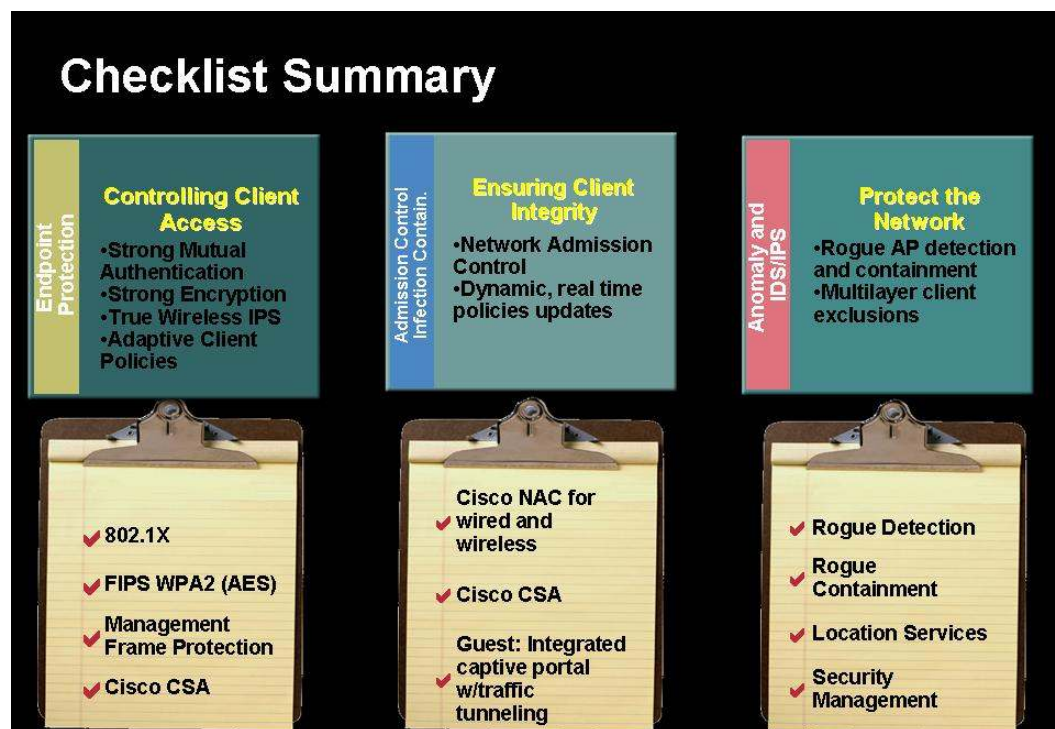 Checklist Summary
Endpoint
Protection
Controlling Client
Access
•Strong Mutual
Authentication
•Strong Encryption
•True Wireless IPS
•Adaptive Client
Policies
802.1X
FIPS WPA2 (AES)
Management
Frame Protection
Cisco CSA
Admission Control
Infection Contain.
Ensuring Client
Integrity
•Network Admission
Control
•Dynamic, real time
policies updates
Cisco NAC for
wired and
wireless
Cisco CSA
Guest: Integrated
captive portal
w/traffic
tunneling
Anomaly and
IDS/IPS
Protect the
Network
•Rogue AP detection
and containment
•Multilayer client
exclusions
Rogue Detection
Rogue
Containment
Location Services
Security
Management